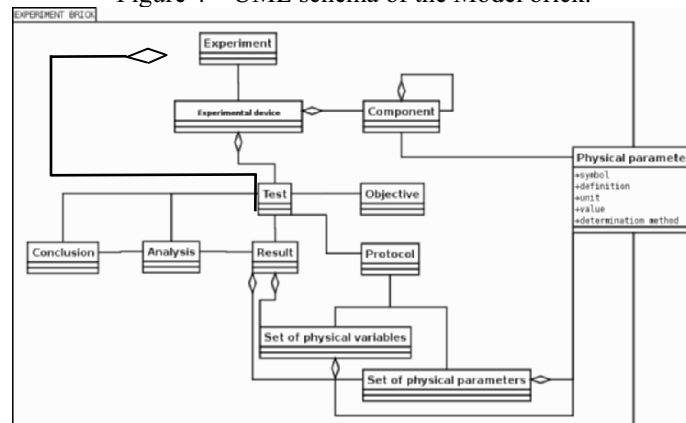 Figure 4 – UML schema of the Model brick.
EXPERIMENT BRICK
Experiment
Experimental device
Component
Physical paramete
+symbol
+definition
+unit
+value
+determination method
Test
Objective
Conclusion
Analysis
Result
Protocol
Set of physical variables
Set of physical parameters